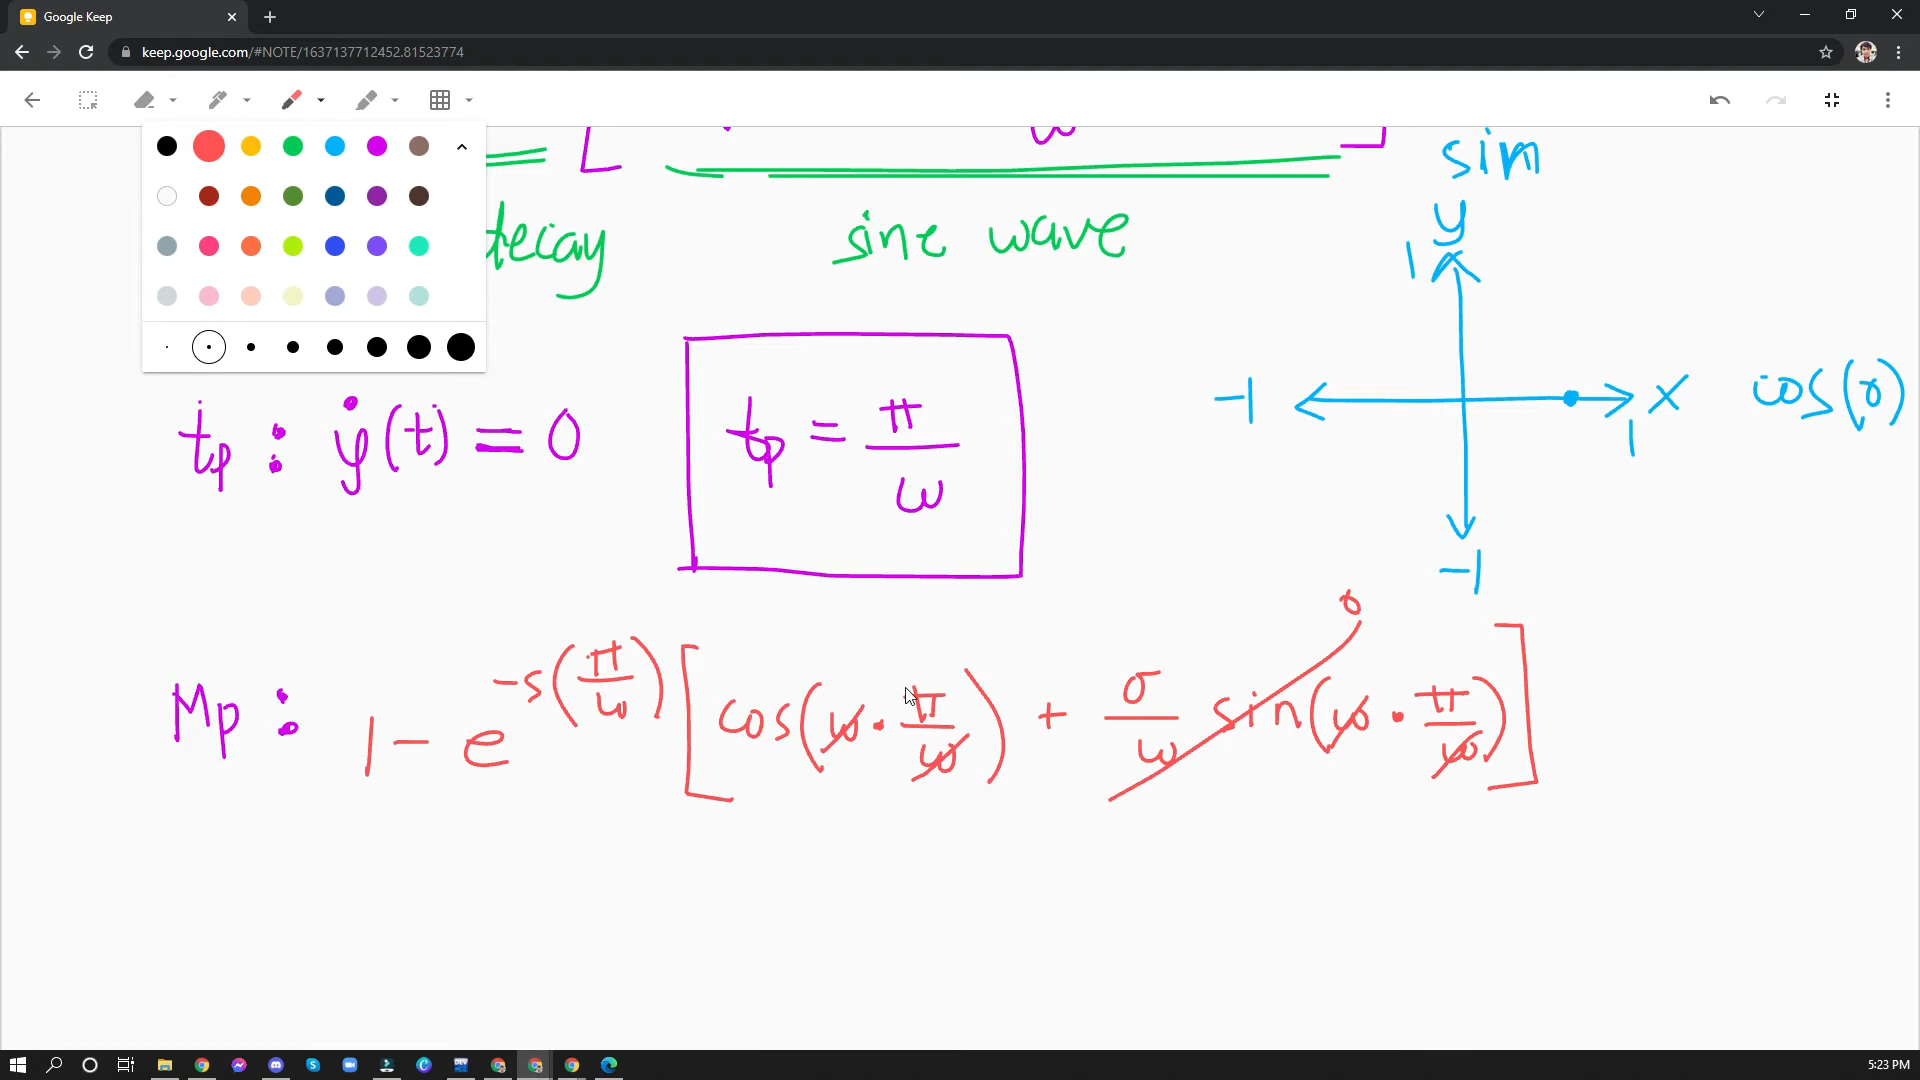 Google Keep
keep.google.com/#NOTE/1637137712452.81523774
ω
sin
decay
sine wave
y
1
-1
x
cos(0)
1
-1
tp : ẏ(t) = 0
tp = π/ω
0
Mp : 1 - e^{-s(π/ω)} [cos(ω · π/ω) + σ/ω sin(ω · π/ω)]
5:23 PM